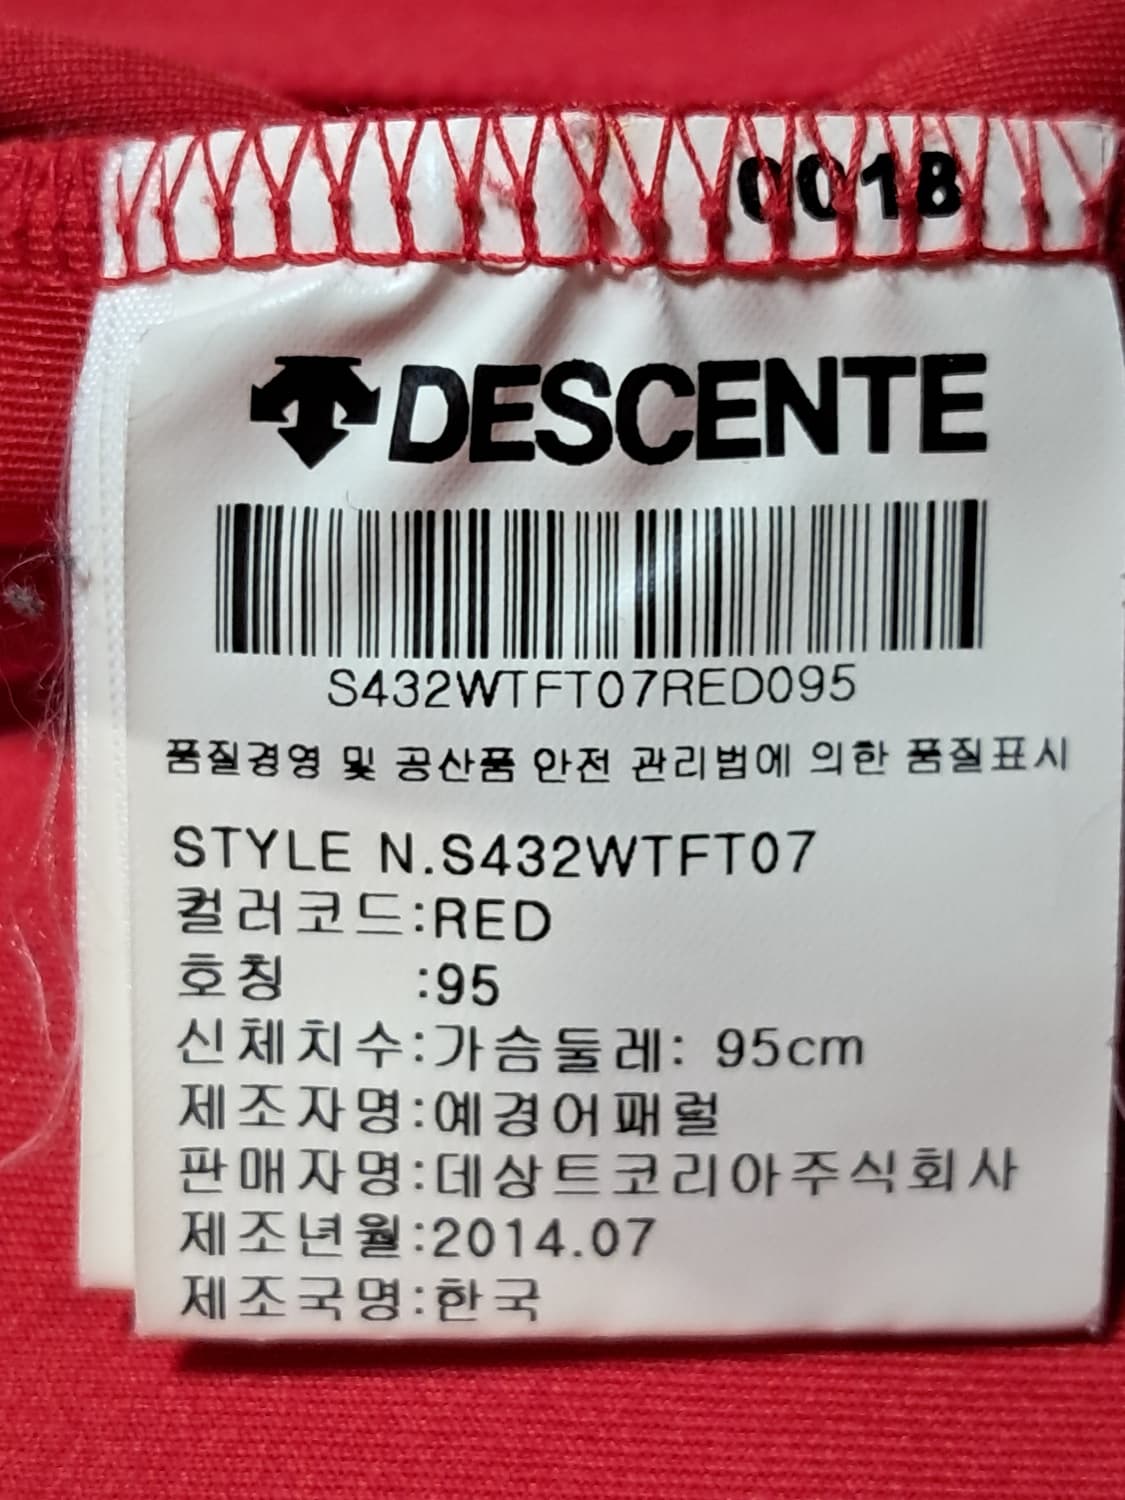 0018
DESCENTE
S432WTFT07RED095
품질경영 및 공산품 안전 관리법에 의한 품질표시
STYLE N.S432WTFT07
컬러코드:RED
호칭 :95
신체치수:가슴둘레: 95cm
제조자명:예경어패럴
판매자명:데상트코리아주식회사
제조년월:2014.07
제조국명:한국